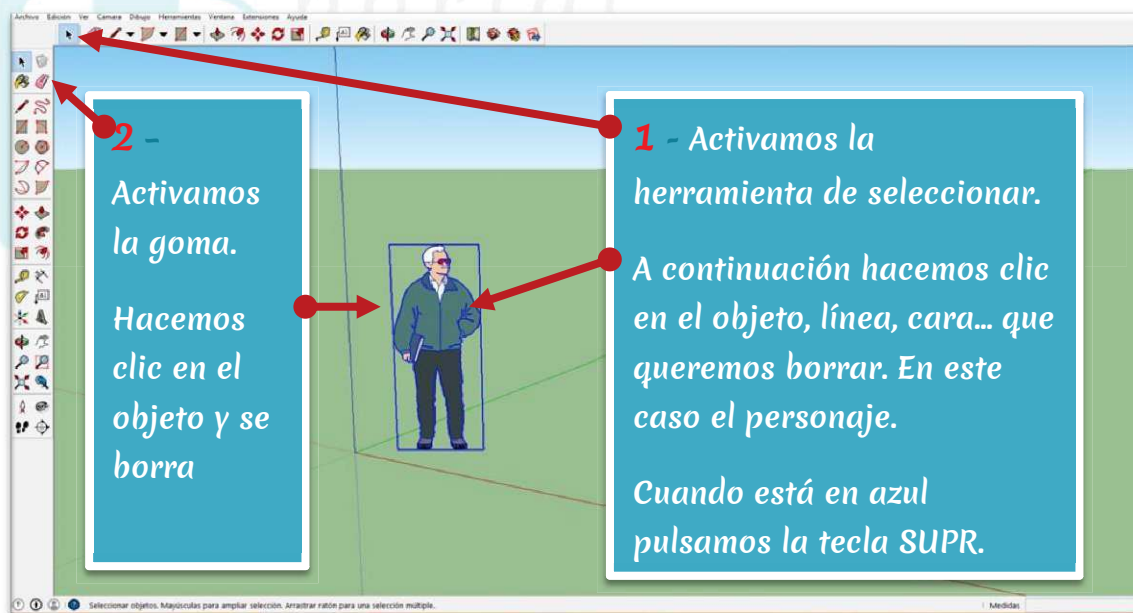 Archivo Edición Ver Camara Dibujo Herramientas Ventana Extensiones Ayuda
2 -
Activamos
la goma.
Hacemos
clic en el
objeto y se
borra
1 - Activamos la
herramienta de seleccionar.
A continuación hacemos clic
en el objeto, línea, cara... que
queremos borrar. En este
caso el personaje.
Cuando está en azul
pulsamos la tecla SUPR.
Seleccionar objetos. Mayúsculas para ampliar selección. Arrastrar ratón para una selección múltiple.
Medidas